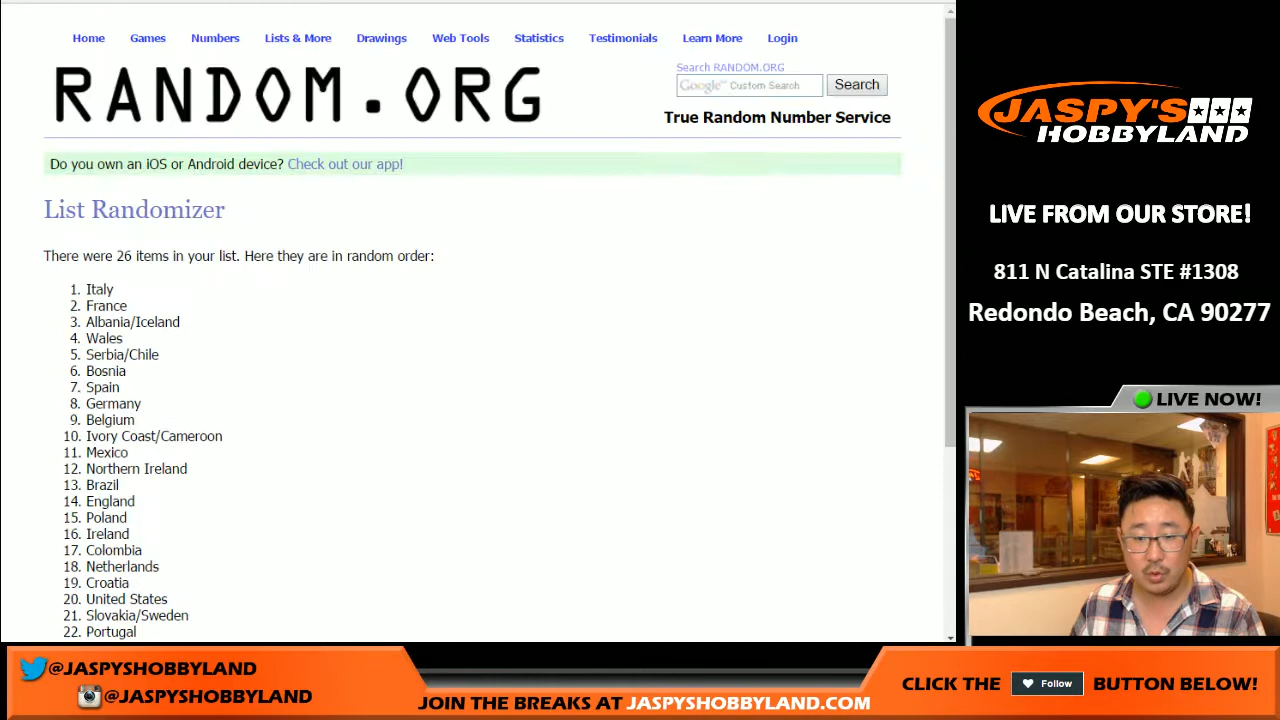 Home Games Numbers Lists & More Drawings Web Tools Statistics Testimonials Learn More Login
RANDOM.ORG
Search RANDOM.ORG
Google™ Custom Search Search
True Random Number Service
Do you own an iOS or Android device? Check out our app!
List Randomizer
There were 26 items in your list. Here they are in random order:
1. Italy
2. France
3. Albania/Iceland
4. Wales
5. Serbia/Chile
6. Bosnia
7. Spain
8. Germany
9. Belgium
10. Ivory Coast/Cameroon
11. Mexico
12. Northern Ireland
13. Brazil
14. England
15. Poland
16. Ireland
17. Colombia
18. Netherlands
19. Croatia
20. United States
21. Slovakia/Sweden
22. Portugal
JASPY'S
HOBBYLAND
LIVE FROM OUR STORE!
811 N Catalina STE #1308
Redondo Beach, CA 90277
LIVE NOW!
@JASPYSHOBBYLAND
@JASPYSHOBBYLAND
JOIN THE BREAKS AT JASPYSHOBBYLAND.COM
CLICK THE Follow BUTTON BELOW!